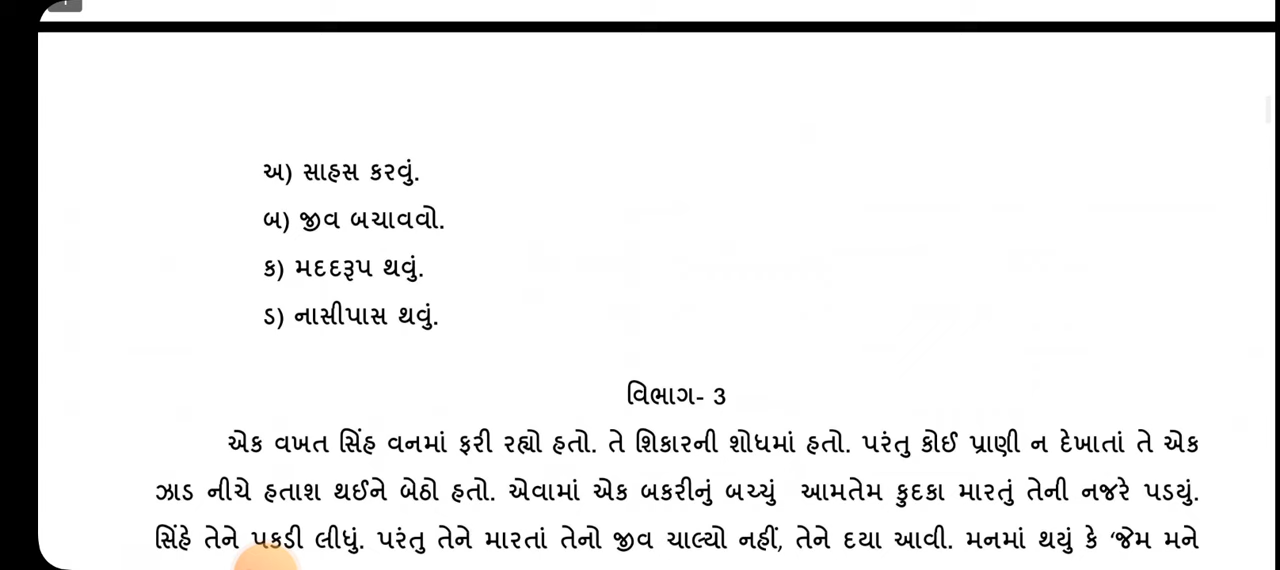 અ) સાહસ કરવું.
બ) જીવ બચાવવો.
ક) મદદરૂપ થવું.
ડ) નાસીપાસ થવું.
વિભાગ- 3
એક વખત સિંહ વનમાં ફરી રહ્યો હતો. તે શિકારની શોધમાં હતો. પરંતુ કોઈ પ્રાણી ન દેખાતાં તે એક
ઝાડ નીચે હતાશ થઈને બેઠો હતો. એવામાં એક બકરીનું બચ્ચું આમતેમ કુદકા મારતું તેની નજરે પડયું.
સિંહે તેને પકડી લીધું. પરંતુ તેને મારતાં તેનો જીવ ચાલ્યો નહીં, તેને દયા આવી. મનમાં થયું કે ‘જેમ મને